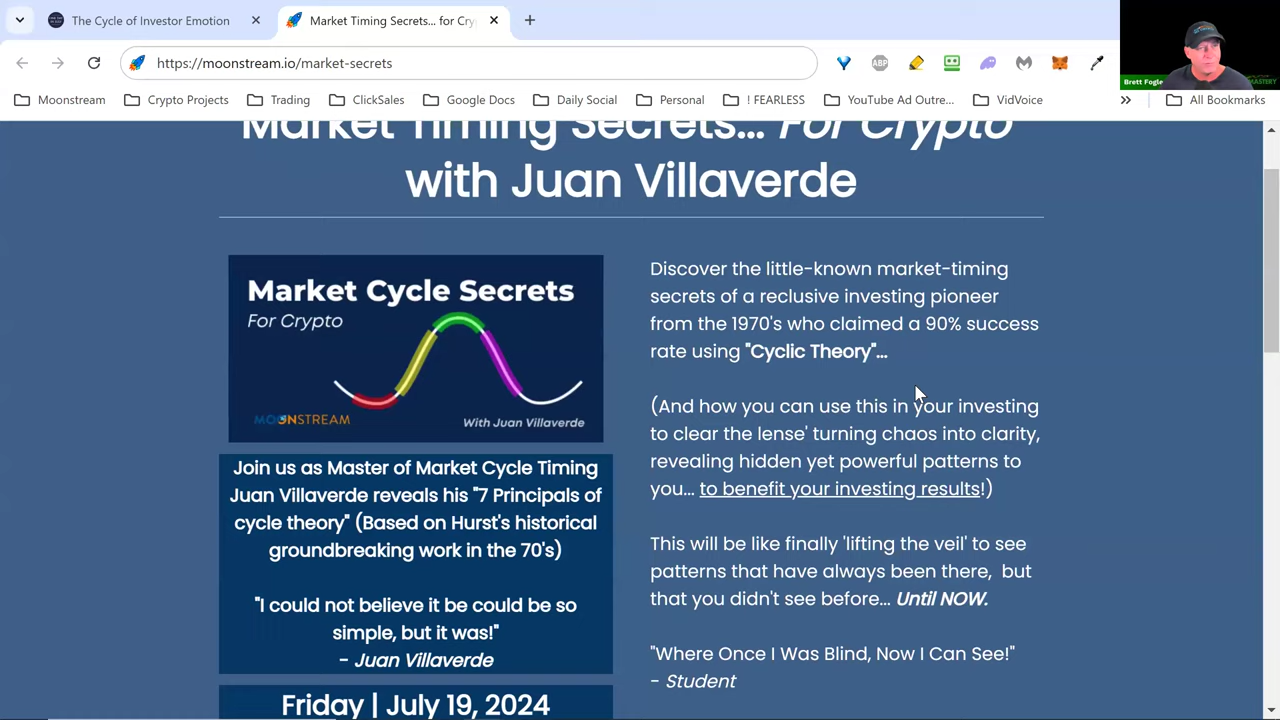 The Cycle of Investor Emotion
Market Timing Secrets... for Cry
https://moonstream.io/market-secrets
ABP
Brett Fogle
MASTERY
Moonstream
Crypto Projects
Trading
ClickSales
Google Docs
Daily Social
Personal
! FEARLESS
YouTube Ad Outre...
VidVoice
All Bookmarks
Market Timing Secrets... For Crypto
with Juan Villaverde
Market Cycle Secrets
For Crypto
MOONSTREAM
With Juan Villaverde
Join us as Master of Market Cycle Timing
Juan Villaverde reveals his "7 Principals of
cycle theory" (Based on Hurst's historical
groundbreaking work in the 70's)
"I could not believe it be could be so
simple, but it was!"
- Juan Villaverde
Friday | July 19, 2024
Discover the little-known market-timing
secrets of a reclusive investing pioneer
from the 1970's who claimed a 90% success
rate using "Cyclic Theory"...
(And how you can use this in your investing
to clear the lense' turning chaos into clarity,
revealing hidden yet powerful patterns to
you... to benefit your investing results!)
This will be like finally 'lifting the veil' to see
patterns that have always been there, but
that you didn't see before... Until NOW.
"Where Once I Was Blind, Now I Can See!"
- Student